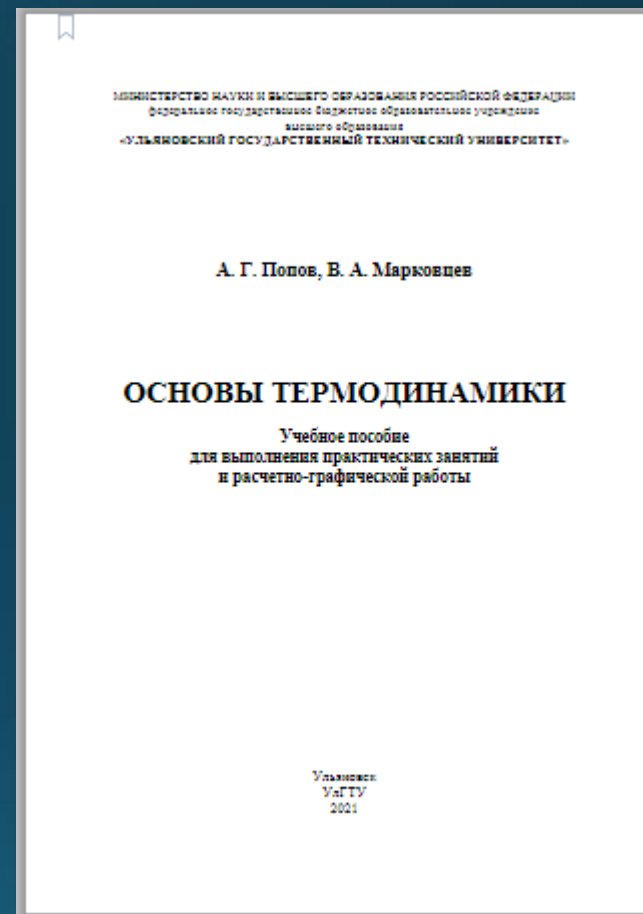 МИНИСТЕРСТВО НАУКИ И ВЫСШЕГО ОБРАЗОВАНИЯ РОССИЙСКОЙ ФЕДЕРАЦИИ
федеральное государственное бюджетное образовательное учреждение
высшего образования
«УЛЬЯНОВСКИЙ ГОСУДАРСТВЕННЫЙ ТЕХНИЧЕСКИЙ УНИВЕРСИТЕТ»
А. Г. Попов, В. А. Марковцев
ОСНОВЫ ТЕРМОДИНАМИКИ
Учебное пособие
для выполнения практических занятий
и расчетно-графической работы
Ульяновск
УлГТУ
2021